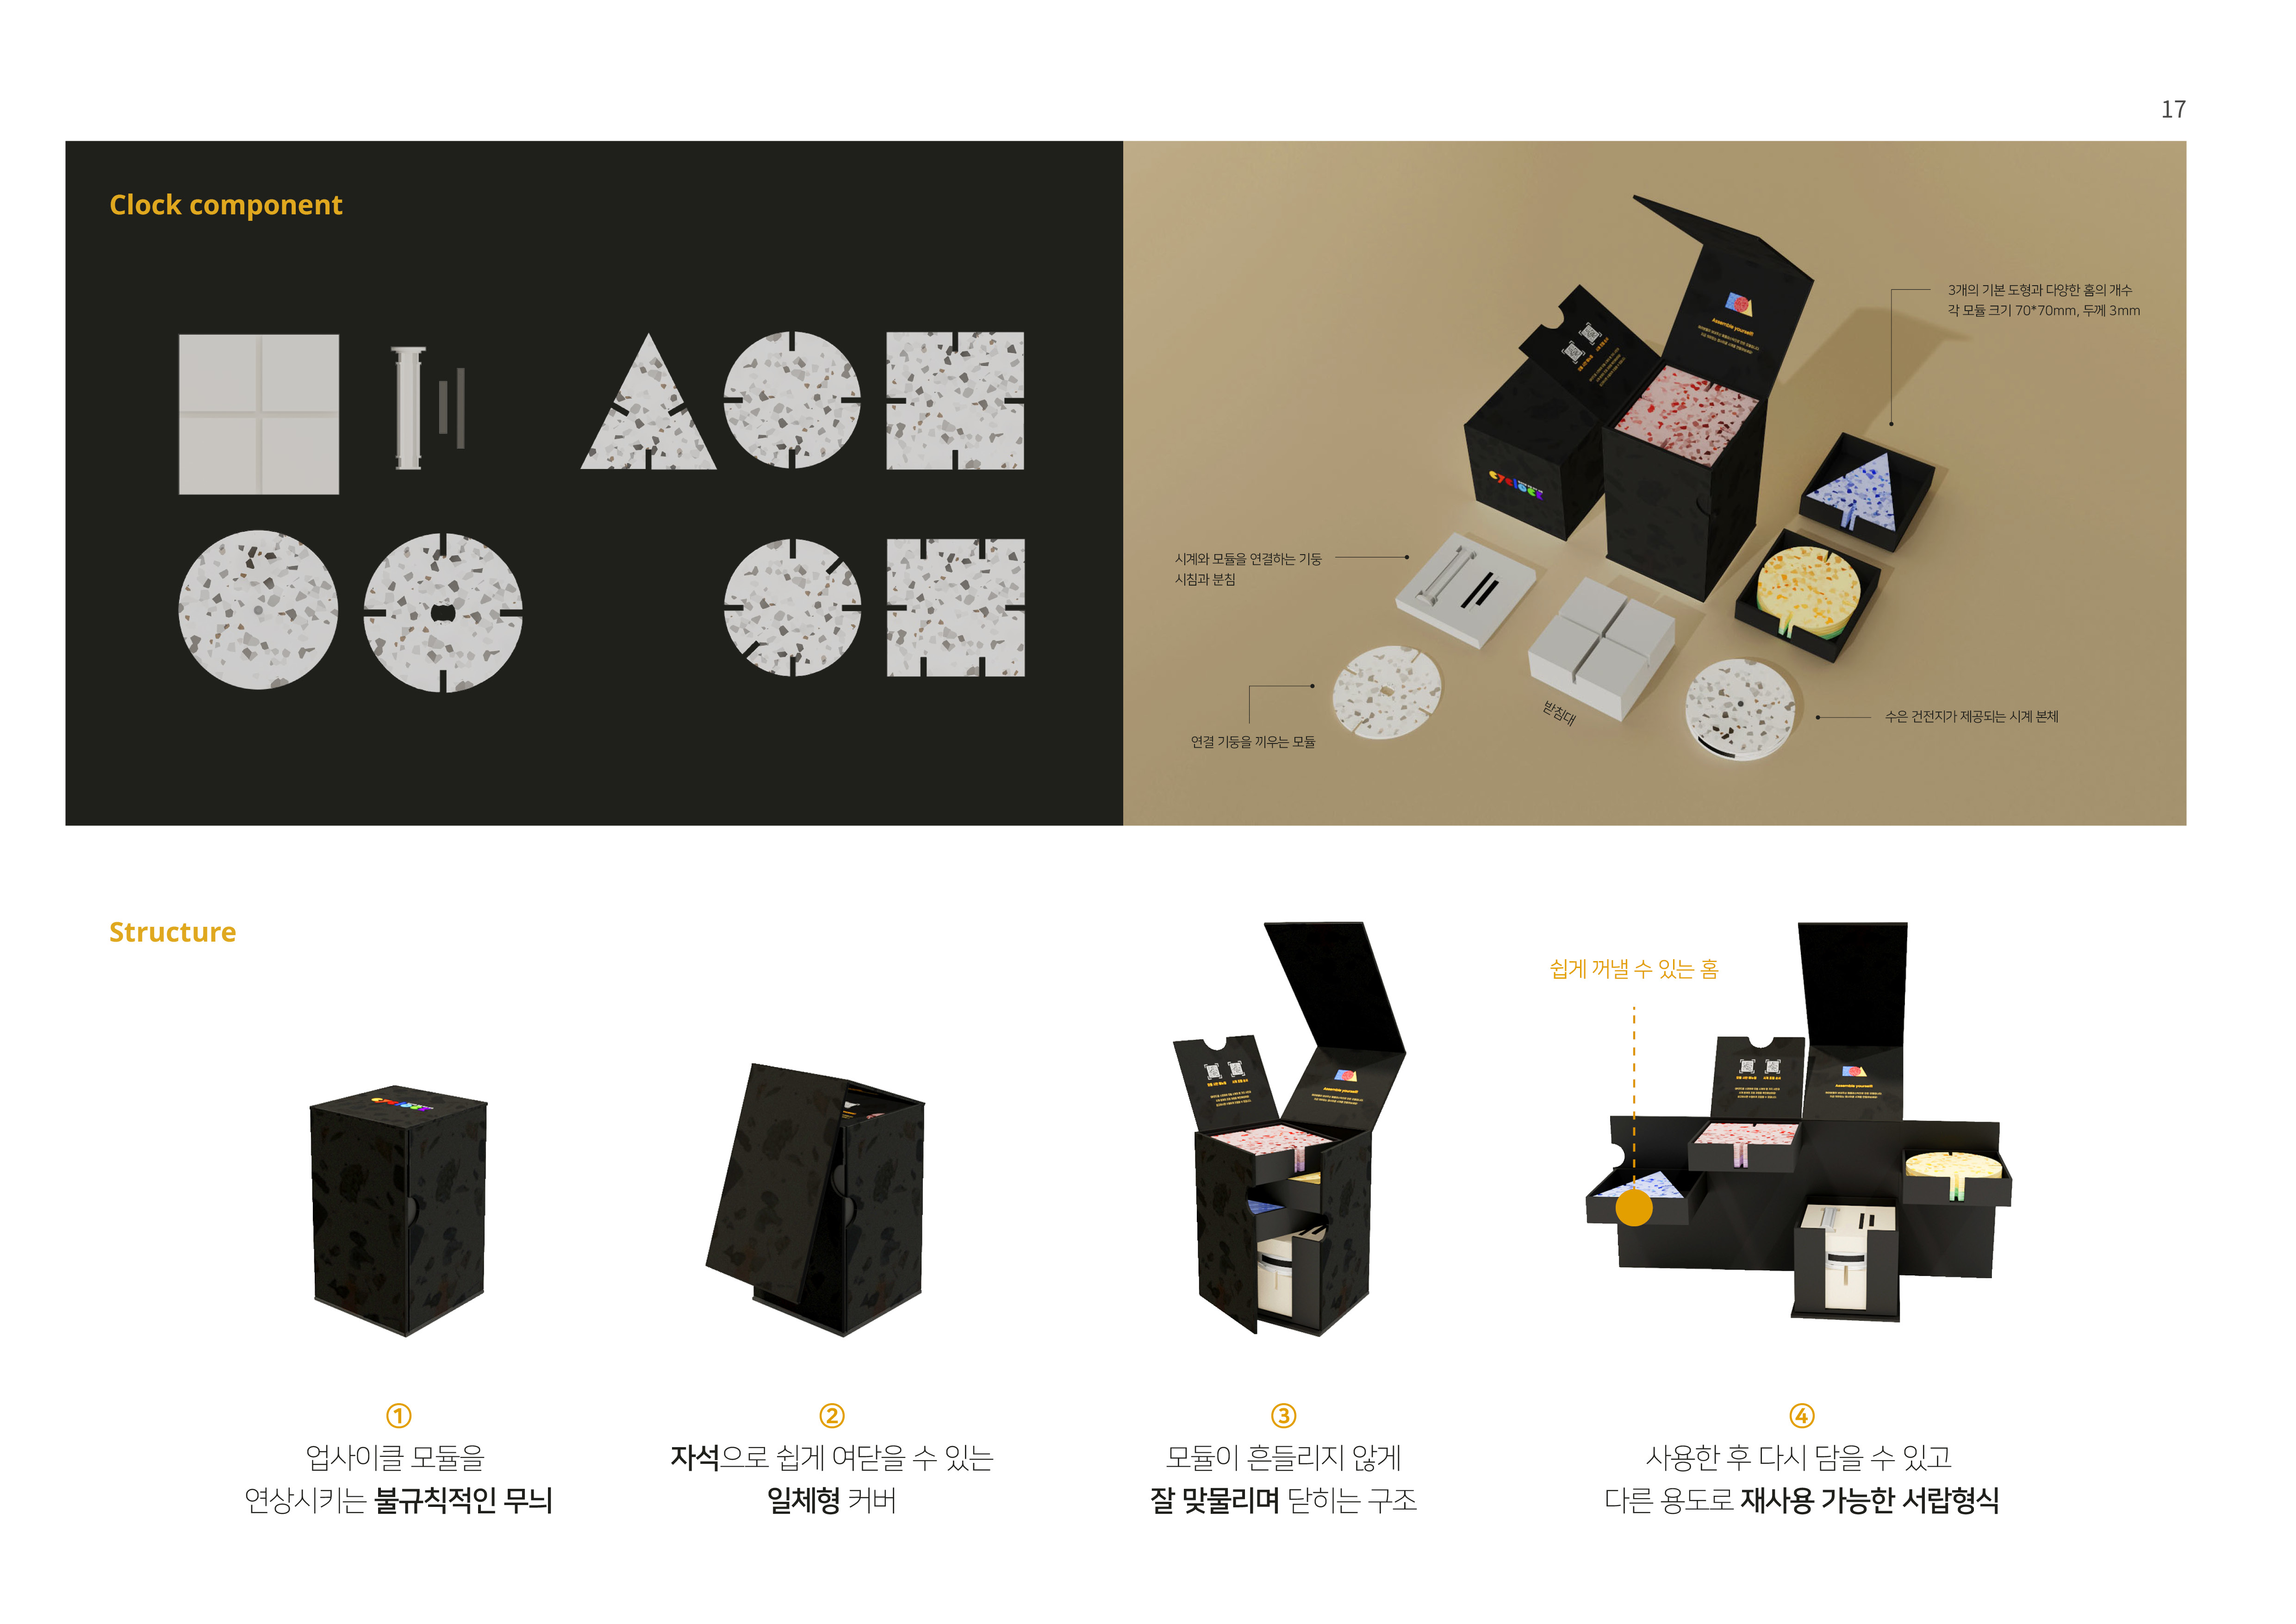 17
Clock component
3개의 기본 도형과 다양한 홈의 개수
각 모듈 크기 70*70mm, 두께 3mm
Assemble yourself!
cyclock
시계와 모듈을 연결하는 기둥
시침과 분침
연결 기둥을 끼우는 모듈
받침대
수은 건전지가 제공되는 시계 본체
Structure
쉽게 꺼낼 수 있는 홈
Assemble yourself!
Assemble yourself!
cyclock
①
업사이클 모듈을
연상시키는 불규칙적인 무늬
②
자석으로 쉽게 여닫을 수 있는
일체형 커버
③
모듈이 흔들리지 않게
잘 맞물리며 닫히는 구조
④
사용한 후 다시 담을 수 있고
다른 용도로 재사용 가능한 서랍형식